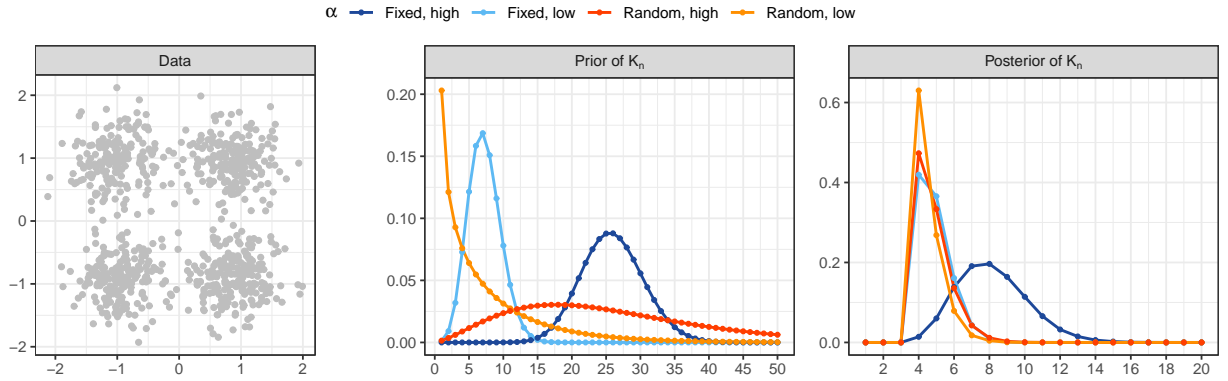 α Fixed, high Fixed, low Random, high Random, low
Data
Prior of Kn
Posterior of Kn
2
1
0
−1
−2
−2 −1 0 1 2
0.20
0.15
0.10
0.05
0.00
0 5 10 15 20 25 30 35 40 45 50
0.6
0.4
0.2
0.0
2 4 6 8 10 12 14 16 18 20